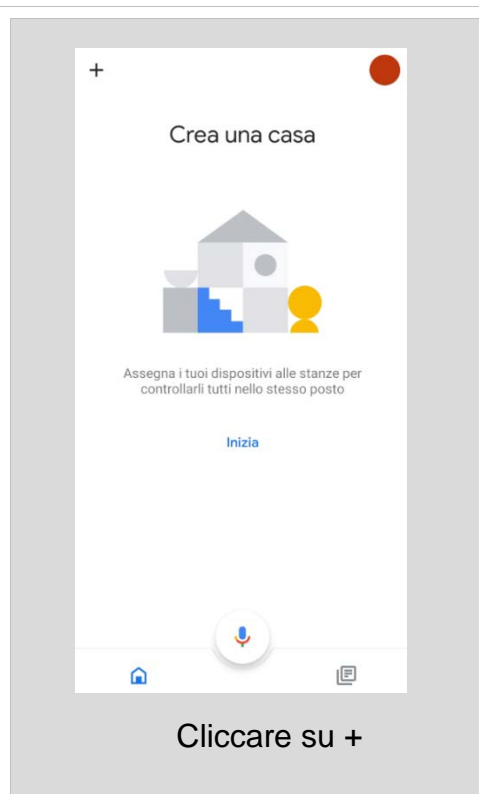 +
Crea una casa
Assegna i tuoi dispositivi alle stanze per
controllarli tutti nello stesso posto
Inizia
Cliccare su +